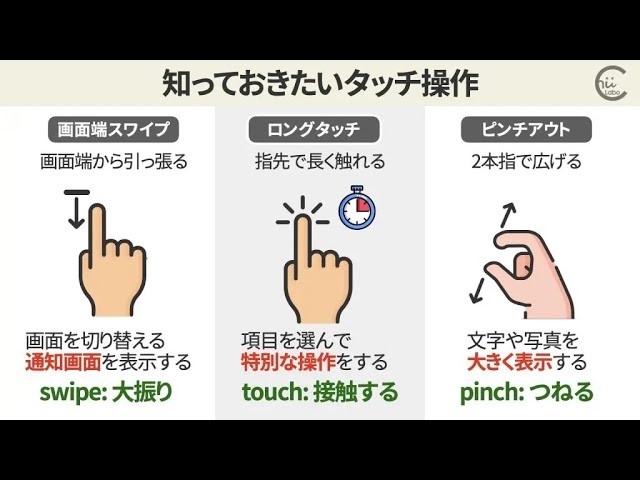 知っておきたいタッチ操作
Chii
Labo
画面端スワイプ
画面端から引っ張る
画面を切り替える
通知画面を表示する
swipe: 大振り
ロングタッチ
指先で長く触れる
項目を選んで
特別な操作をする
touch: 接触する
ピンチアウト
2本指で広げる
文字や写真を
大きく表示する
pinch: つねる